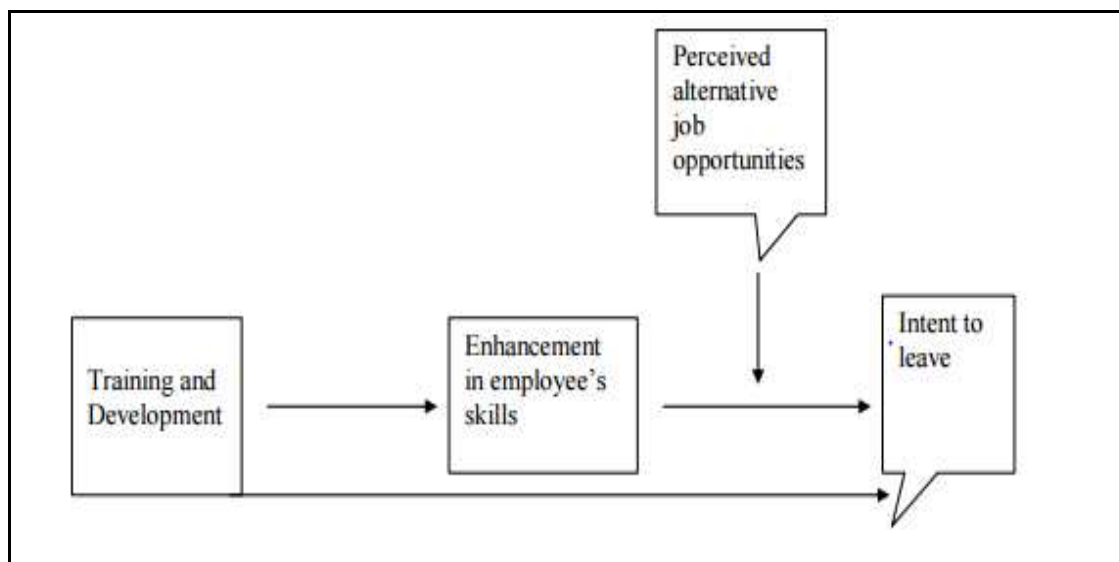 Perceived
alternative
job
opportunities
Training and
Development
Enhancement
in employee's
skills
Intent to
leave